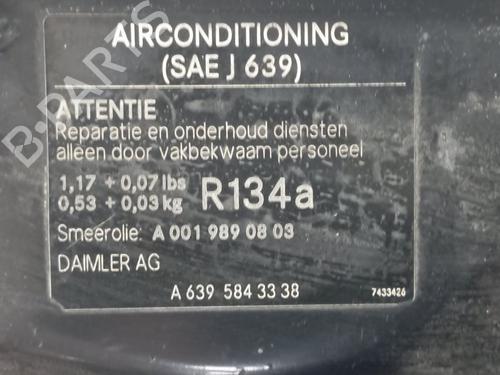 AIRCONDITIONING
(SAE J 639)
ATTENTIE
Reparatie en onderhoud diensten
alleen door vakbekwaam personeel
1,17 + 0,07 lbs
0,53 + 0,03 kg
R134a
Smeerolie: A 001 989 08 03
DAIMLER AG
A 639 584 33 38
7433426
B-PARTS